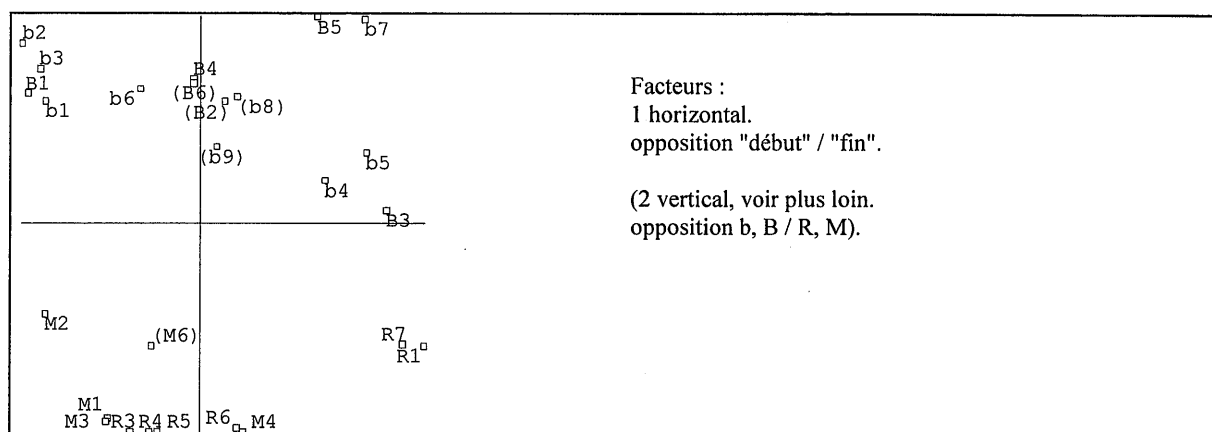 b2
B5 b7
b3
B4
B1
b6 (B6)
b1 (B2) (b8)
(b9) b5
b4
B3
M2
(M6) R7
R1
M1
M3 R3 R4 R5 R6 M4
Facteurs :
1 horizontal.
opposition "début" / "fin".
(2 vertical, voir plus loin.
opposition b, B / R, M).